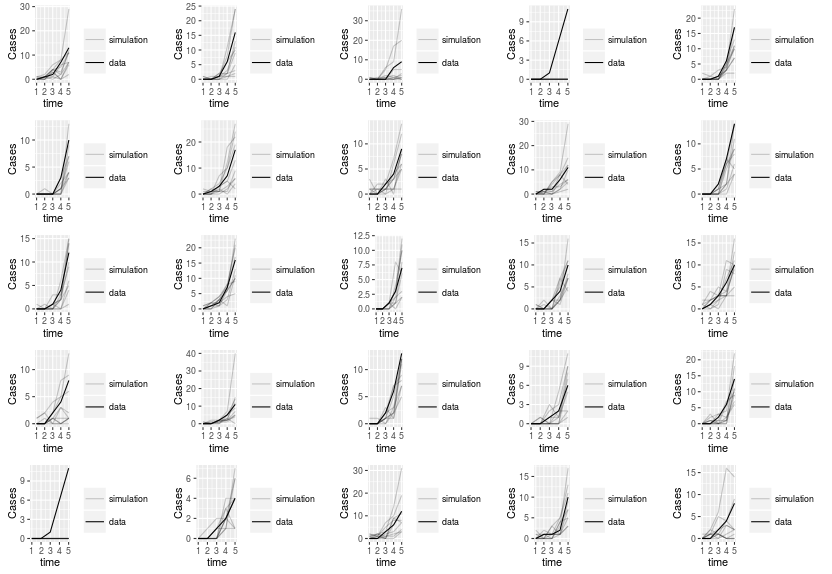 Cases
30
20
10
0
1 2 3 4 5
time
simulation
data
Cases
25
20
15
10
5
0
1 2 3 4 5
time
simulation
data
Cases
30
20
10
0
1 2 3 4 5
time
simulation
data
Cases
9
6
3
0
1 2 3 4 5
time
simulation
data
Cases
20
15
10
5
0
1 2 3 4 5
time
simulation
data
Cases
10
5
0
1 2 3 4 5
time
simulation
data
Cases
20
10
0
1 2 3 4 5
time
simulation
data
Cases
10
5
0
1 2 3 4 5
time
simulation
data
Cases
30
20
10
0
1 2 3 4 5
time
simulation
data
Cases
10
5
0
1 2 3 4 5
time
simulation
data
Cases
15
10
5
0
1 2 3 4 5
time
simulation
data
Cases
20
15
10
5
0
1 2 3 4 5
time
simulation
data
Cases
12.5
10.0
7.5
5.0
2.5
0.0
1 2 3 4 5
time
simulation
data
Cases
15
10
5
0
1 2 3 4 5
time
simulation
data
Cases
15
10
5
0
1 2 3 4 5
time
simulation
data
Cases
10
5
0
1 2 3 4 5
time
simulation
data
Cases
40
30
20
10
0
1 2 3 4 5
time
simulation
data
Cases
10
5
0
1 2 3 4 5
time
simulation
data
Cases
9
6
3
0
1 2 3 4 5
time
simulation
data
Cases
20
15
10
5
0
1 2 3 4 5
time
simulation
data
Cases
9
6
3
0
1 2 3 4 5
time
simulation
data
Cases
6
4
2
0
1 2 3 4 5
time
simulation
data
Cases
30
20
10
0
1 2 3 4 5
time
simulation
data
Cases
15
10
5
0
1 2 3 4 5
time
simulation
data
Cases
15
10
5
0
1 2 3 4 5
time
simulation
data